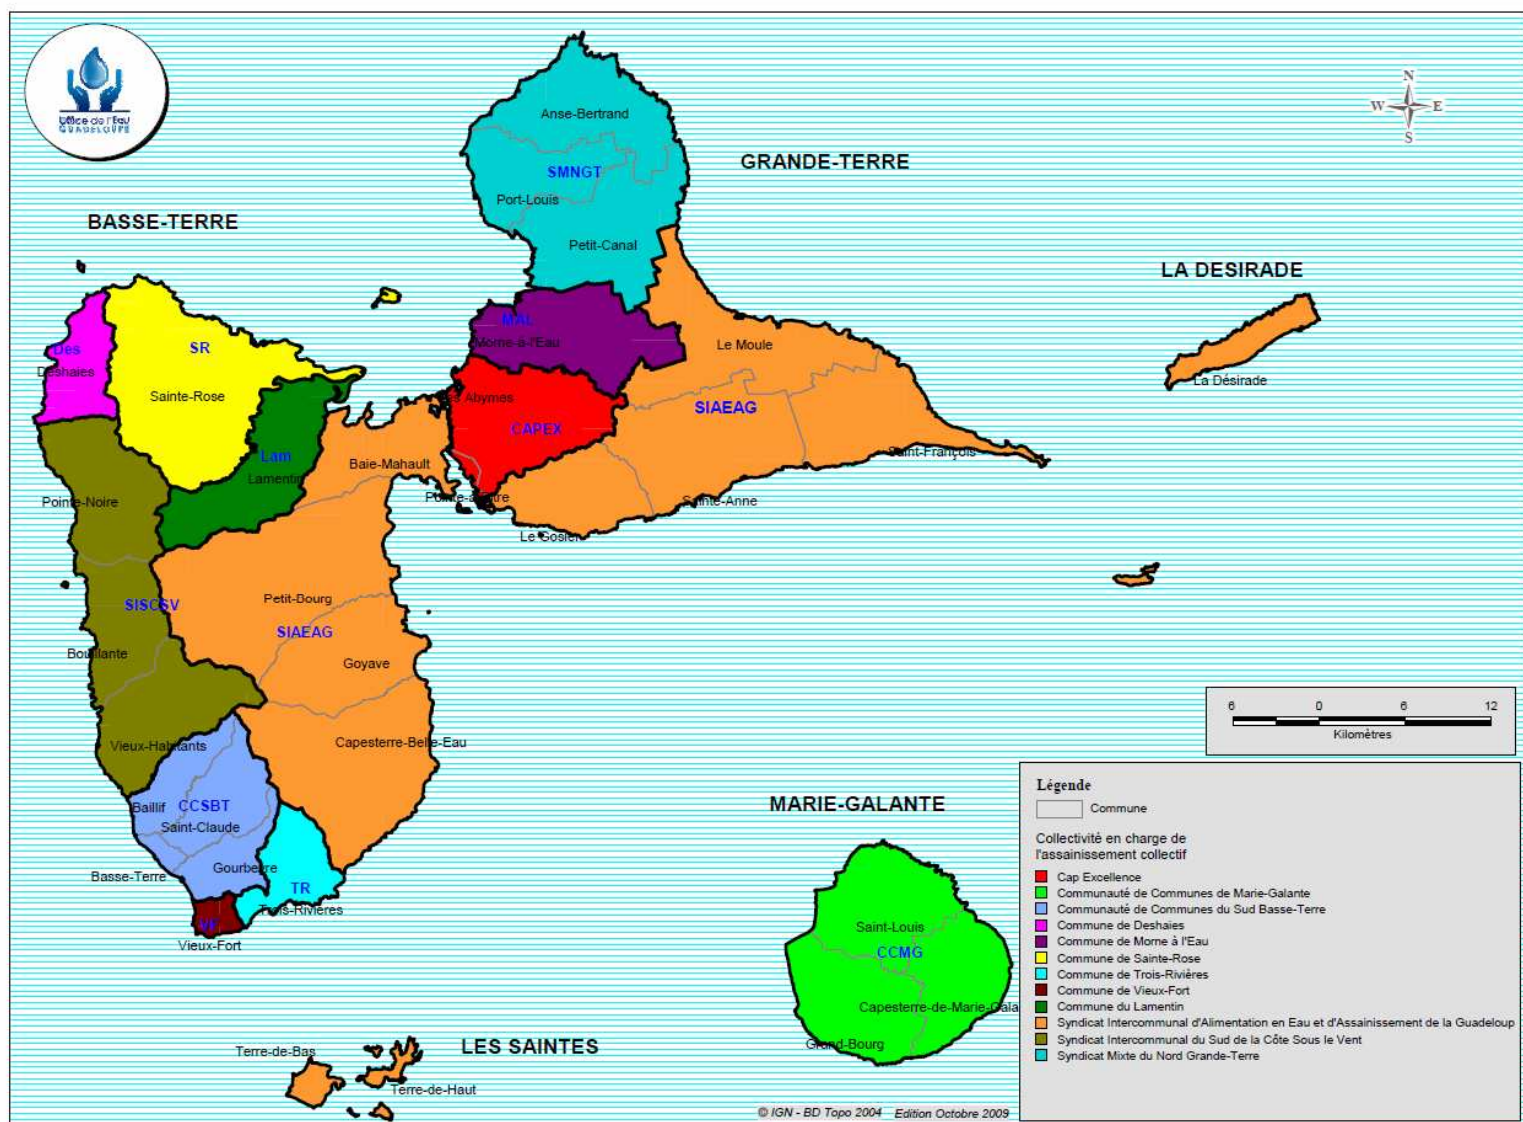 Office de l'Eau
GUADELOUPE
N
W E
S
Anse-Bertrand
GRANDE-TERRE
SMNGT
Port-Louis
BASSE-TERRE
Petit-Canal
LA DESIRADE
MAL
Morne-à-l'Eau
Le Moule
Des
Deshaies
SR
Sainte-Rose
La Désirade
Les Abymes
SIAEAG
CAPEX
Saint-François
Lam
Lamentin
Baie-Mahault
Pointe-à-Pitre
Sainte-Anne
Pointe-Noire
Le Gosier
Petit-Bourg
SISCSV
SIAEAG
Bouillante
Goyave
6 0 6 12
Kilomètres
Vieux-Habitants
Capesterre-Belle-Eau
Baillif
CCSBT
Saint-Claude
MARIE-GALANTE
Basse-Terre
Gourbeyre
TR
Trois-Rivières
VF
Vieux-Fort
Saint-Louis
CCMG
Capesterre-de-Marie-Gala
Grand-Bourg
Terre-de-Bas
LES SAINTES
Terre-de-Haut
Légende
Commune
Collectivité en charge de
l'assainissement collectif
Cap Excellence
Communauté de Communes de Marie-Galante
Communauté de Communes du Sud Basse-Terre
Commune de Deshaies
Commune de Morne à l'Eau
Commune de Sainte-Rose
Commune de Trois-Rivières
Commune de Vieux-Fort
Commune du Lamentin
Syndicat Intercommunal d'Alimentation en Eau et d'Assainissement de la Guadeloup
Syndicat Intercommunal du Sud de la Côte Sous le Vent
Syndicat Mixte du Nord Grande-Terre
© IGN - BD Topo 2004 Edition Octobre 2009